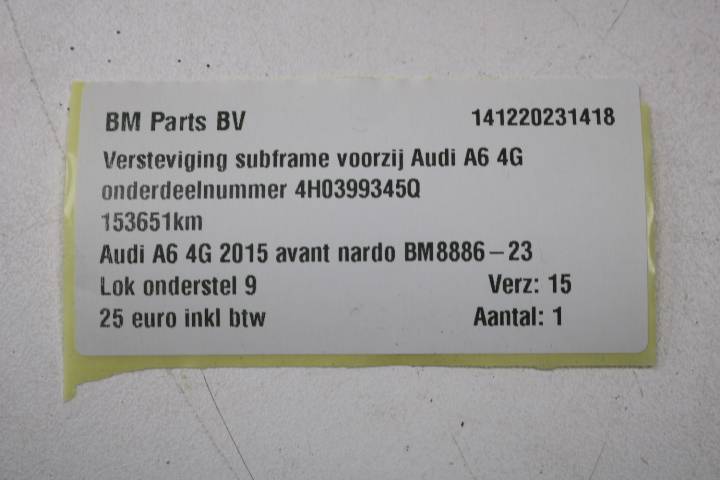 BM Parts BV 141220231418
Versteviging subframe voorzij Audi A6 4G
onderdeelnummer 4H0399345Q
153651km
Audi A6 4G 2015 avant nardo BM8886-23
Lok onderstel 9 Verz: 15
25 euro inkl btw Aantal: 1